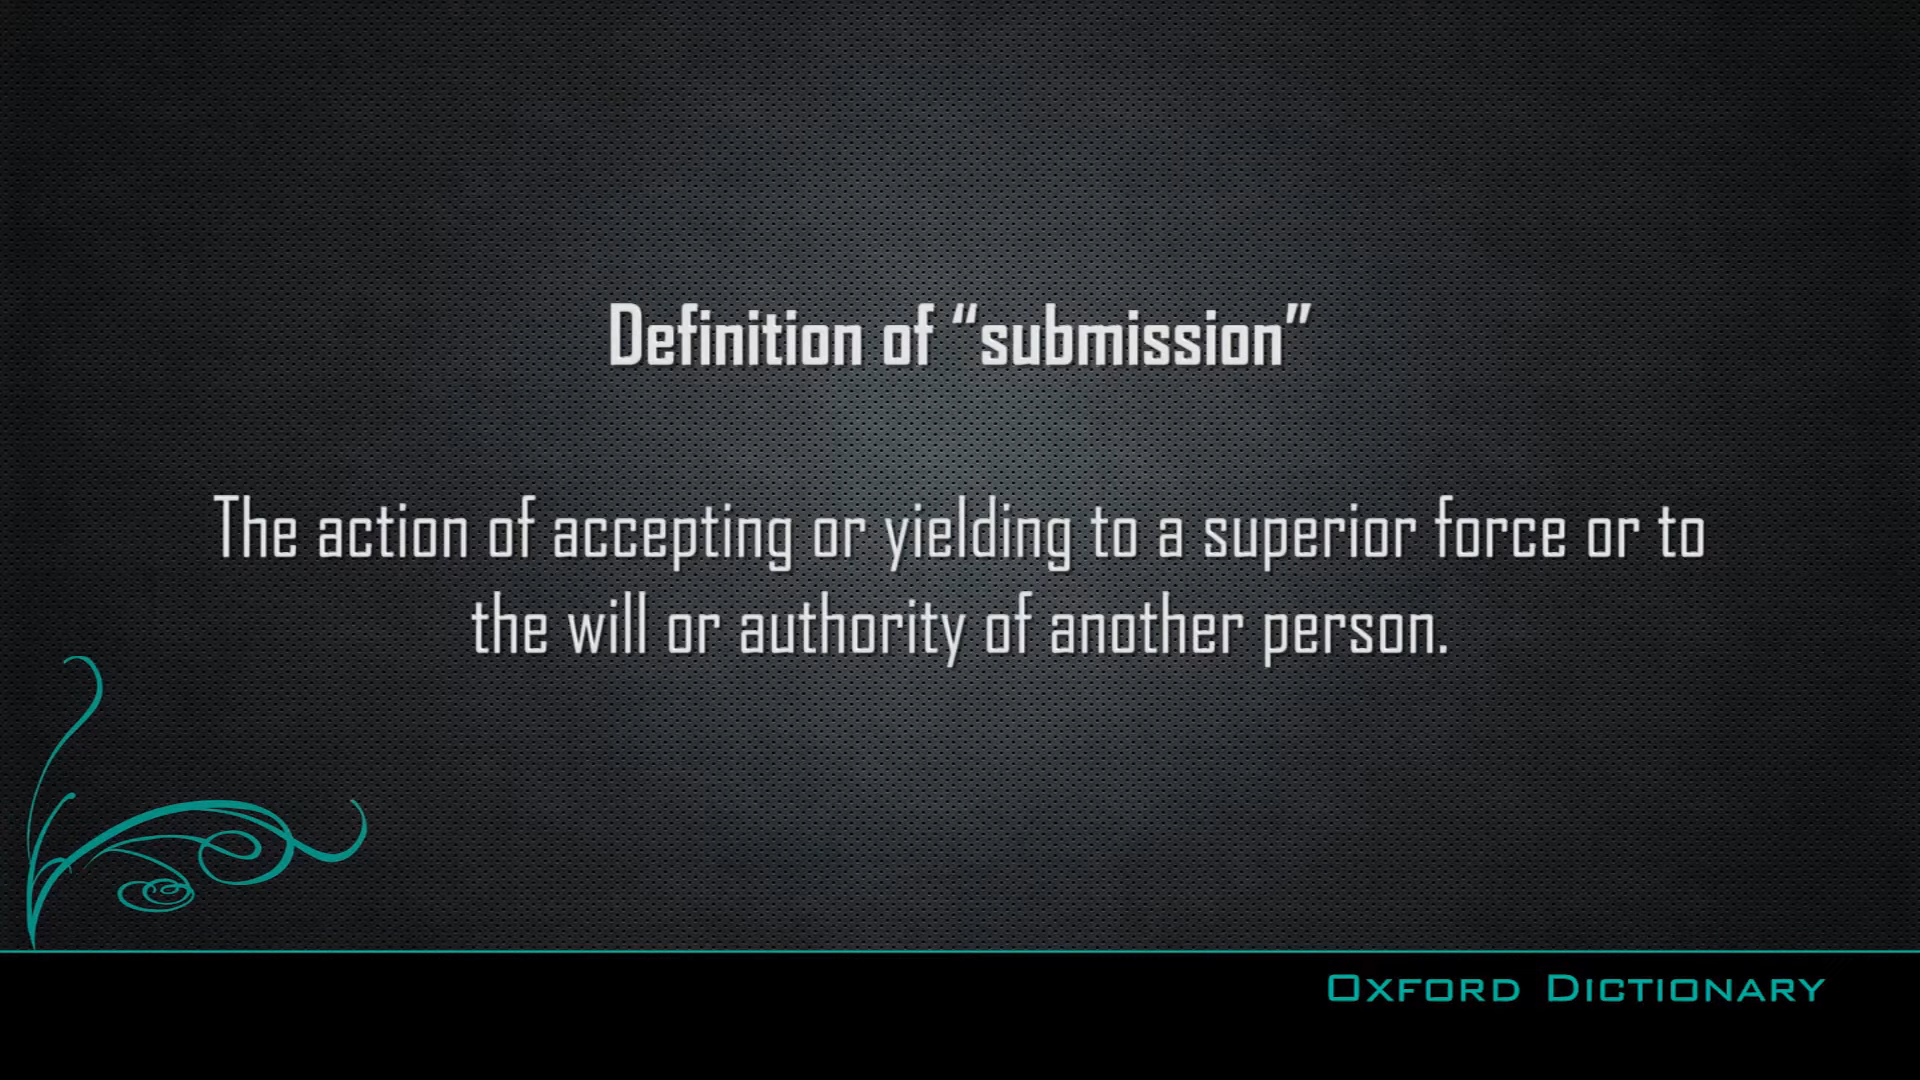 Definition of “submission”
The action of accepting or yielding to a superior force or to
the will or authority of another person.
Oxford Dictionary